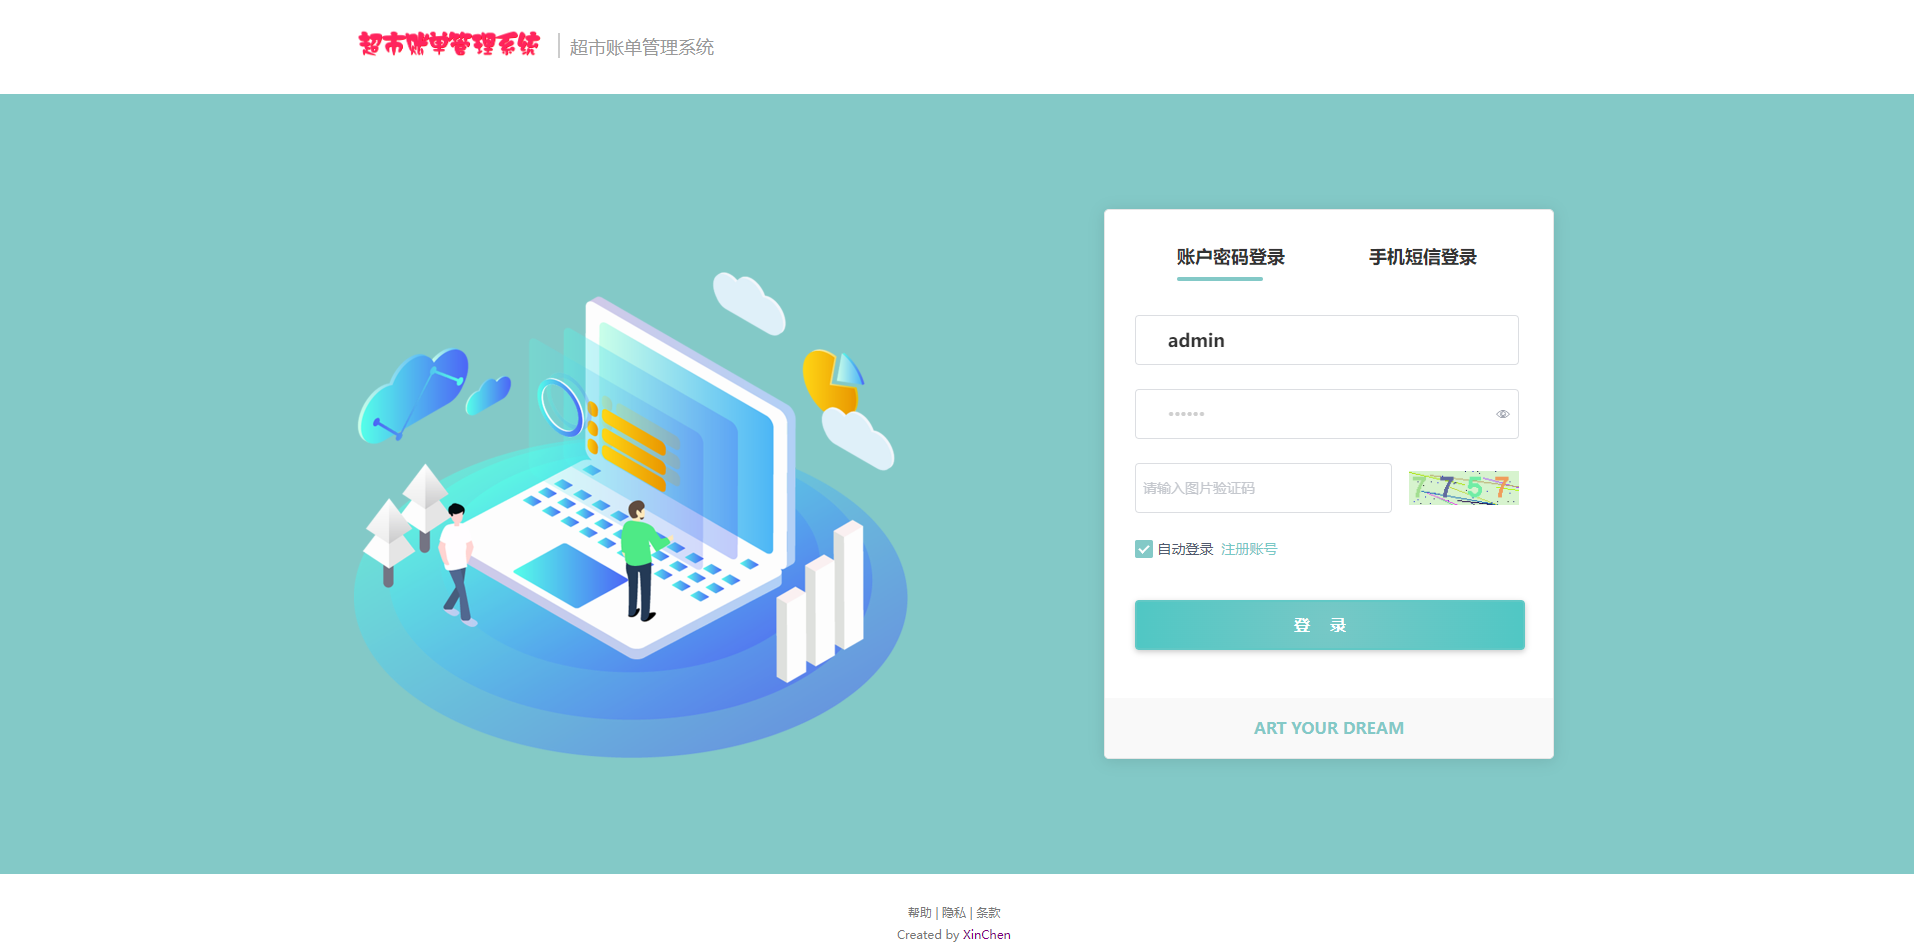 超市账单管理系统 超市账单管理系统
账户密码登录 手机短信登录
admin
••••••
请输入图片验证码 7757
自动登录 注册账号
登 录
ART YOUR DREAM
帮助 | 隐私 | 条款
Created by XinChen